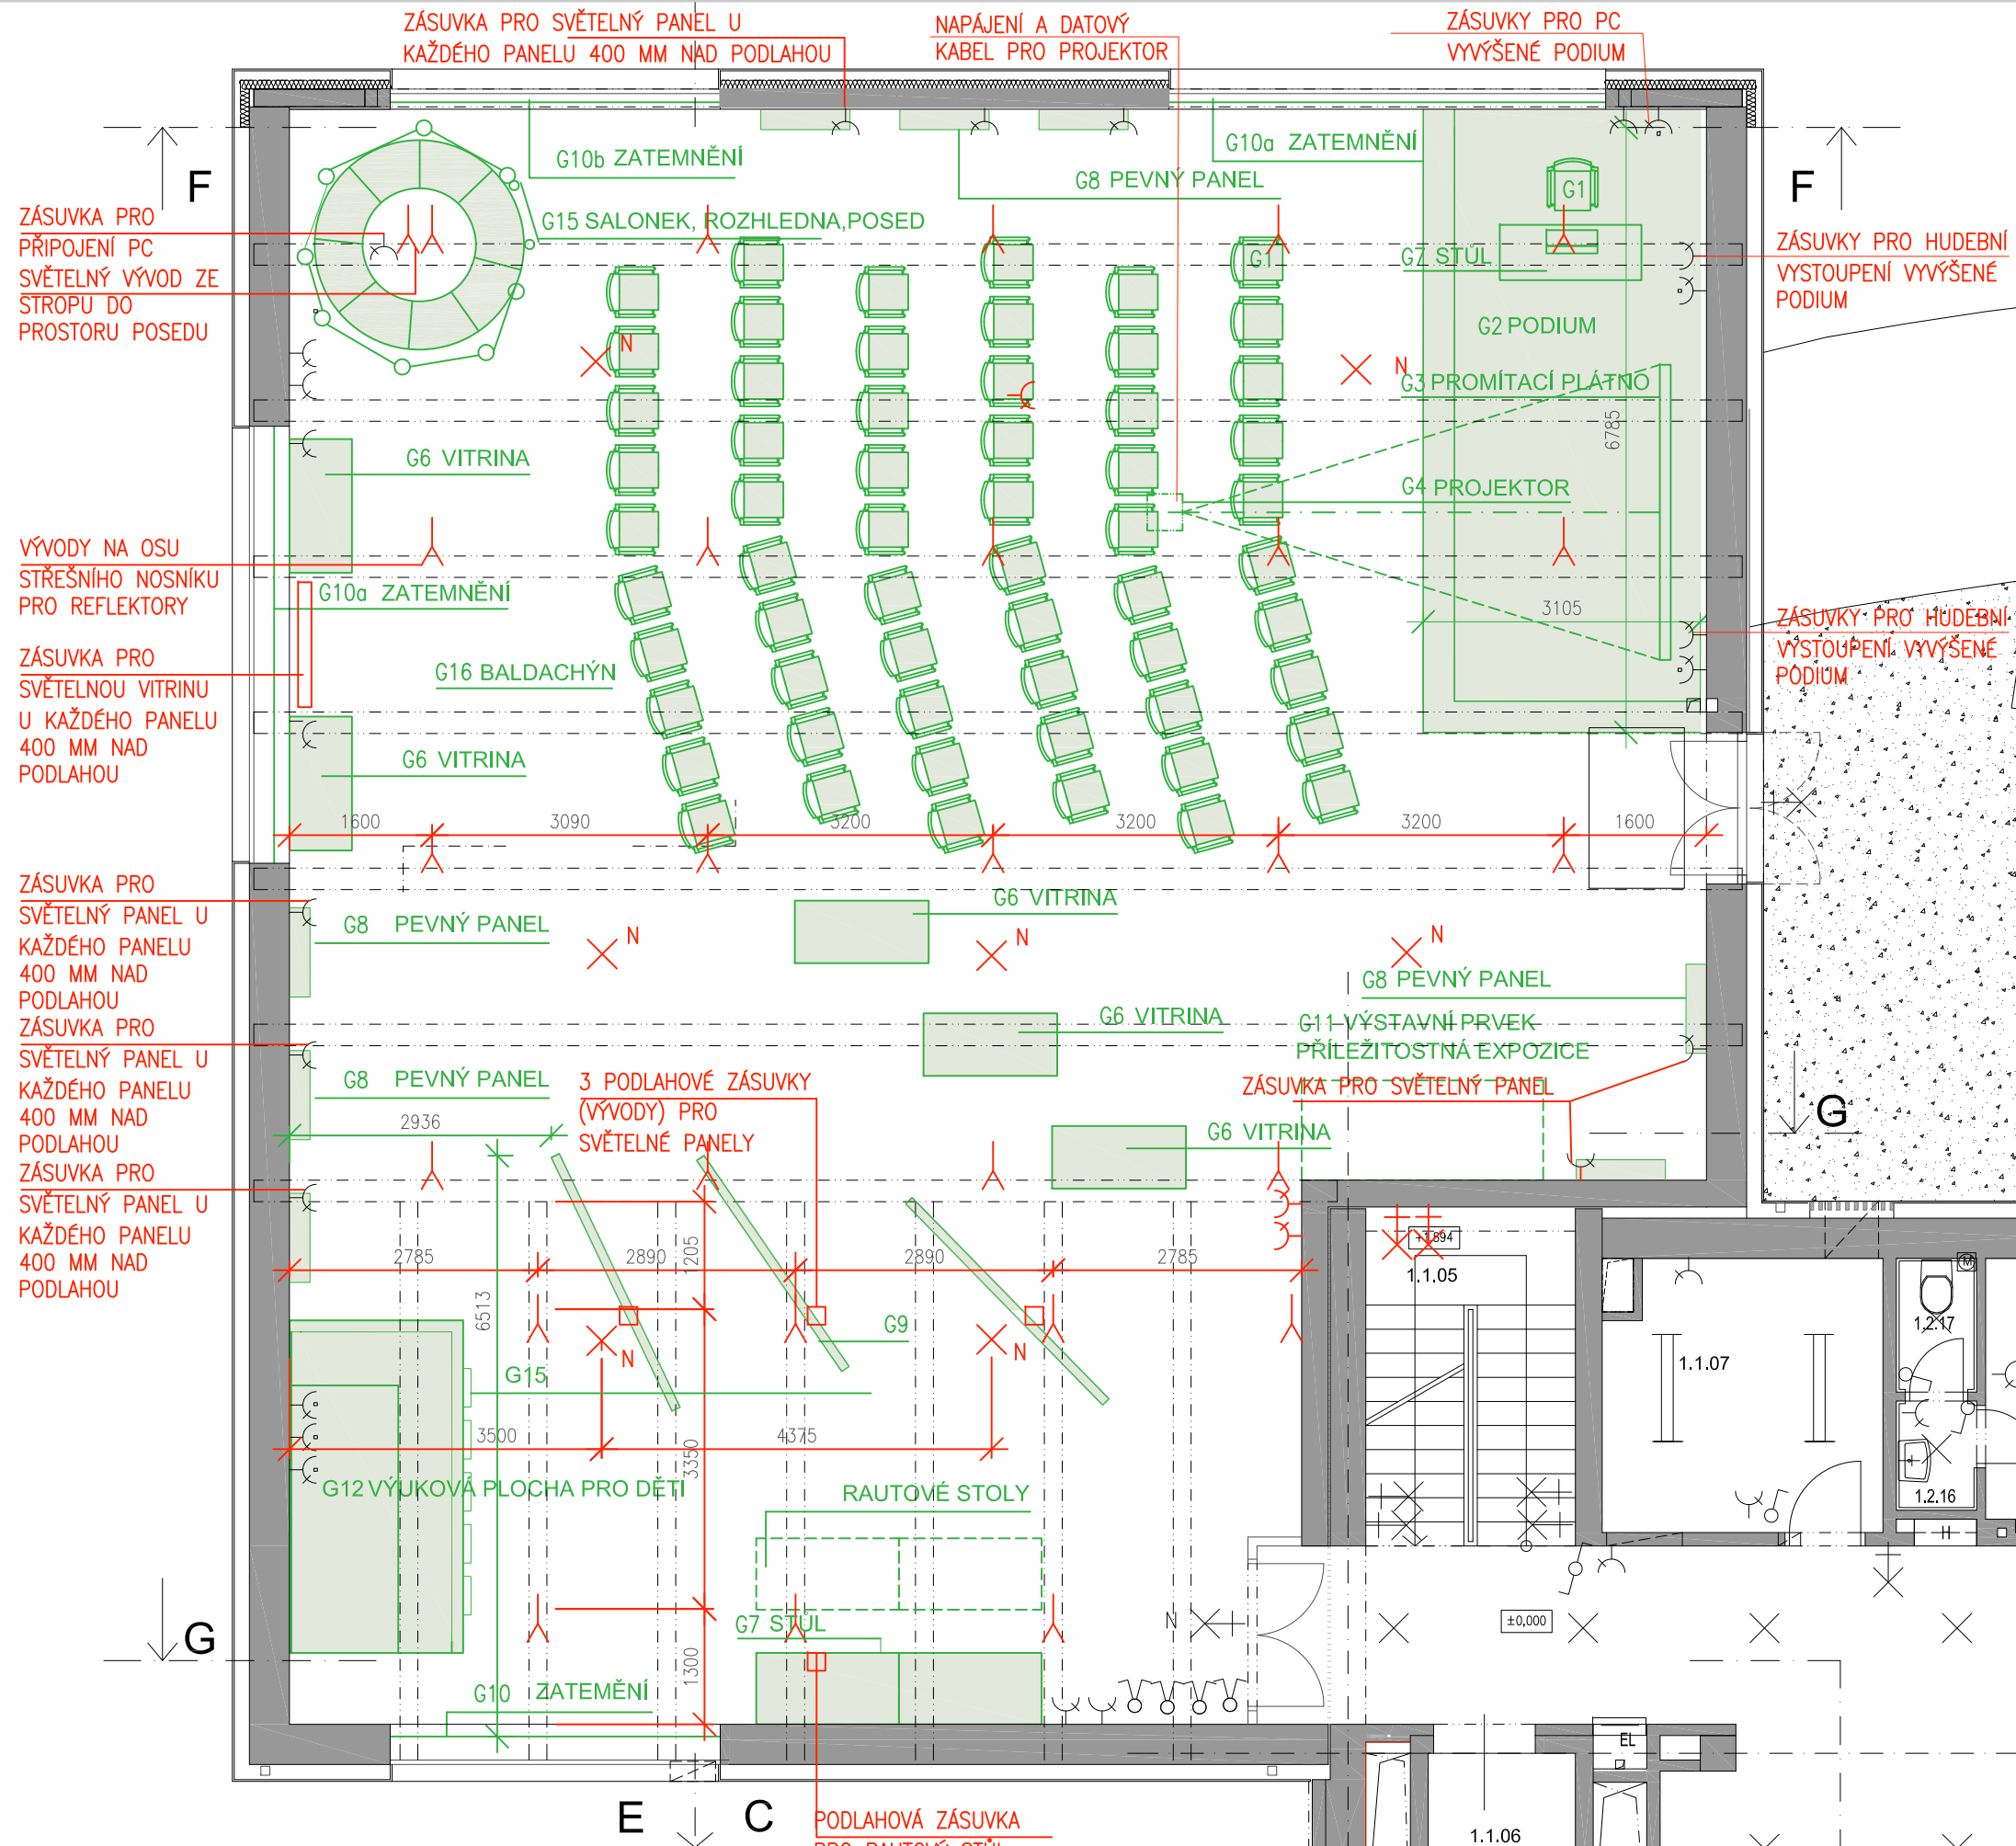 ZÁSUVKA PRO SVĚTELNÝ PANEL U
KAŽDÉHO PANELU 400 MM NAD PODLAHOU
NAPÁJENÍ A DATOVÝ
KABEL PRO PROJEKTOR
ZÁSUVKY PRO PC
VYVÝŠENÉ PODIUM
G10b ZATEMNĚNÍ
G10a ZATEMNĚNÍ
G8 PEVNÝ PANEL
F
F
G1
G15 SALONEK, ROZHLEDNA,POSED
ZÁSUVKA PRO
PŘIPOJENÍ PC
SVĚTELNÝ VÝVOD ZE
STROPU DO
PROSTORU POSEDU
G1
G7 STŮL
ZÁSUVKY PRO HUDEBNÍ
VYSTOUPENÍ VYVÝŠENÉ
PODIUM
G2 PODIUM
N
N
G3 PROMÍTACÍ PLÁTNO
6785
G6 VITRINA
G4 PROJEKTOR
VÝVODY NA OSU
STŘEŠNÍHO NOSNÍKU
PRO REFLEKTORY
G10a ZATEMNĚNÍ
3105
ZÁSUVKY PRO HUDEBNÍ
VYSTOUPENÍ VYVÝŠENÉ
PODIUM
ZÁSUVKA PRO
SVĚTELNOU VITRINU
U KAŽDÉHO PANELU
400 MM NAD
PODLAHOU
G16 BALDACHÝN
G6 VITRINA
1600
3090
3200
3200
3200
1600
ZÁSUVKA PRO
SVĚTELNÝ PANEL U
KAŽDÉHO PANELU
400 MM NAD
PODLAHOU
G8 PEVNÝ PANEL
G6 VITRINA
N
N
N
G8 PEVNÝ PANEL
G6 VITRINA
G11 VÝSTAVNÍ PRVEK
PŘÍLEŽITOSTNÁ EXPOZICE
ZÁSUVKA PRO
SVĚTELNÝ PANEL U
KAŽDÉHO PANELU
400 MM NAD
PODLAHOU
G8 PEVNÝ PANEL
3 PODLAHOVÉ ZÁSUVKY
(VÝVODY) PRO
SVĚTELNÉ PANELY
ZÁSUVKA PRO SVĚTELNÝ PANEL
G
2936
G6 VITRINA
ZÁSUVKA PRO
SVĚTELNÝ PANEL U
KAŽDÉHO PANELU
400 MM NAD
PODLAHOU
2785
2890
1205
2890
2785
+1,894
1.1.05
M
6513
G9
N
N
1.2.17
1.1.07
G15
3500
4375
3350
G12 VÝUKOVÁ PLOCHA PRO DĚTI
RAUTOVÉ STOLY
1.2.16
H
G
G7 STŮL
N
±0,000
1300
G10 ZATEMĚNÍ
EL
E
C
PODLAHOVÁ ZÁSUVKA
PRO RAUTOVÝ STŮL
1.1.06